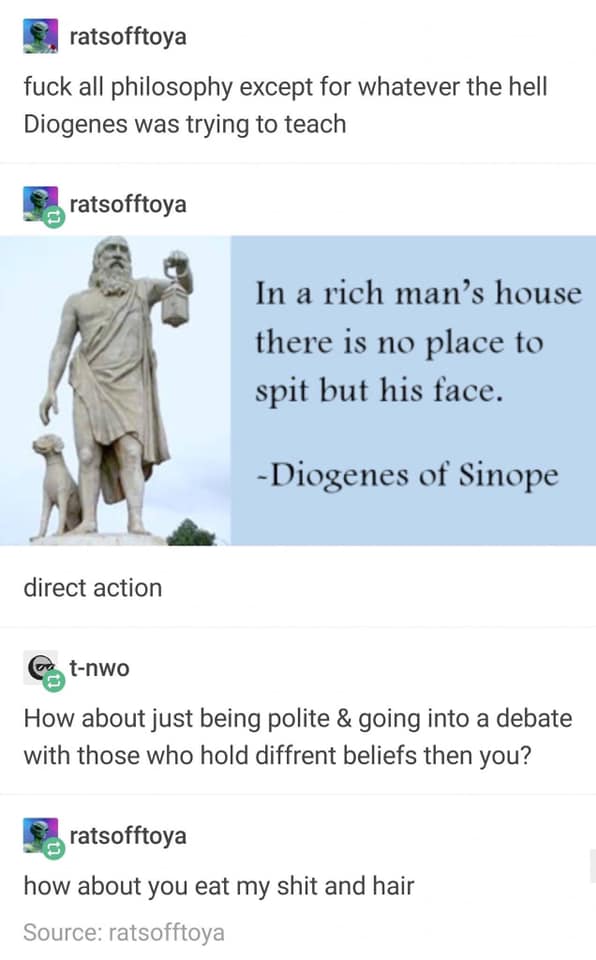 ratsofftoya
fuck all philosophy except for whatever the hell
Diogenes was trying to teach
ratsofftoya
In a rich man's house
there is no place to
spit but his face.
-Diogenes of Sinope
direct action
t-nwo
How about just being polite & going into a debate
with those who hold diffrent beliefs then you?
ratsofftoya
how about you eat my shit and hair
Source: ratsofftoya